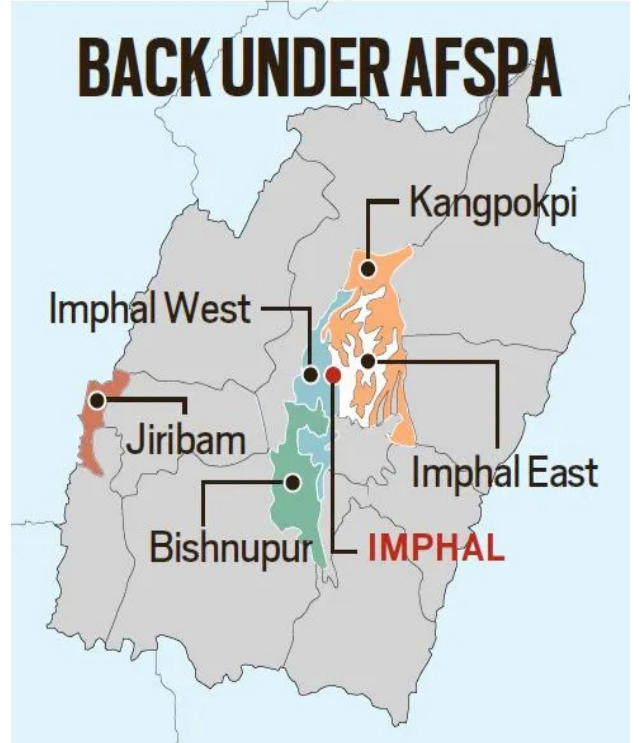 BACK UNDER AFSPA
Kangpokpi
Imphal West
Jiribam
Imphal East
Bishnupur
IMPHAL